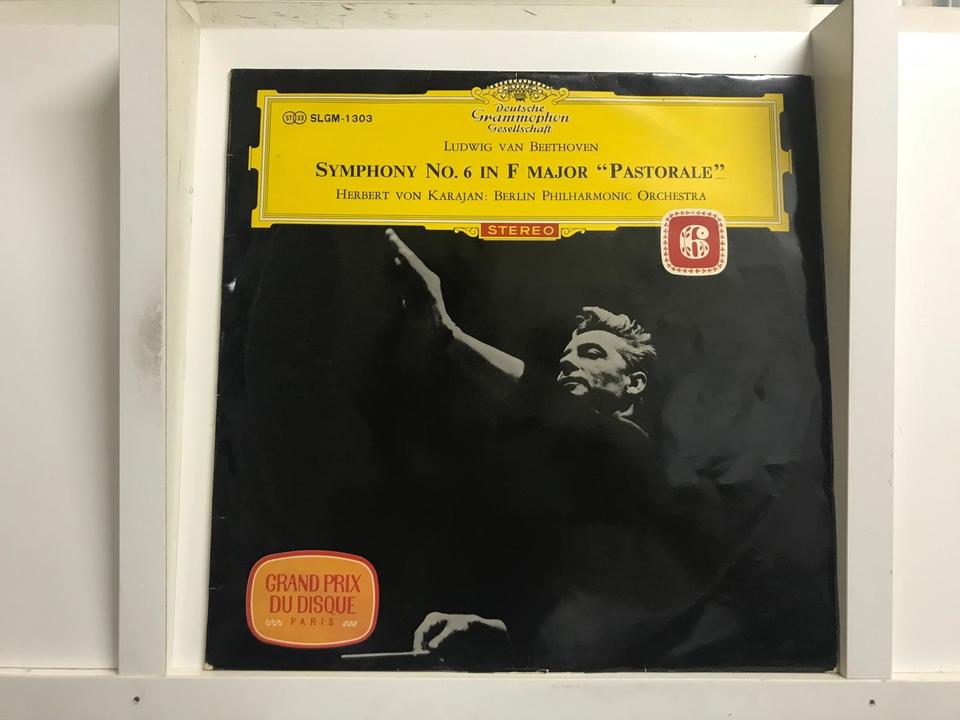 ST 33 SLGM-1303
Deutsche
Grammophon
Gesellschaft
LUDWIG VAN BEETHOVEN
SYMPHONY NO. 6 IN F MAJOR “PASTORALE”
HERBERT VON KARAJAN: BERLIN PHILHARMONIC ORCHESTRA
STEREO
6
GRAND PRIX
DU DISQUE
PARIS